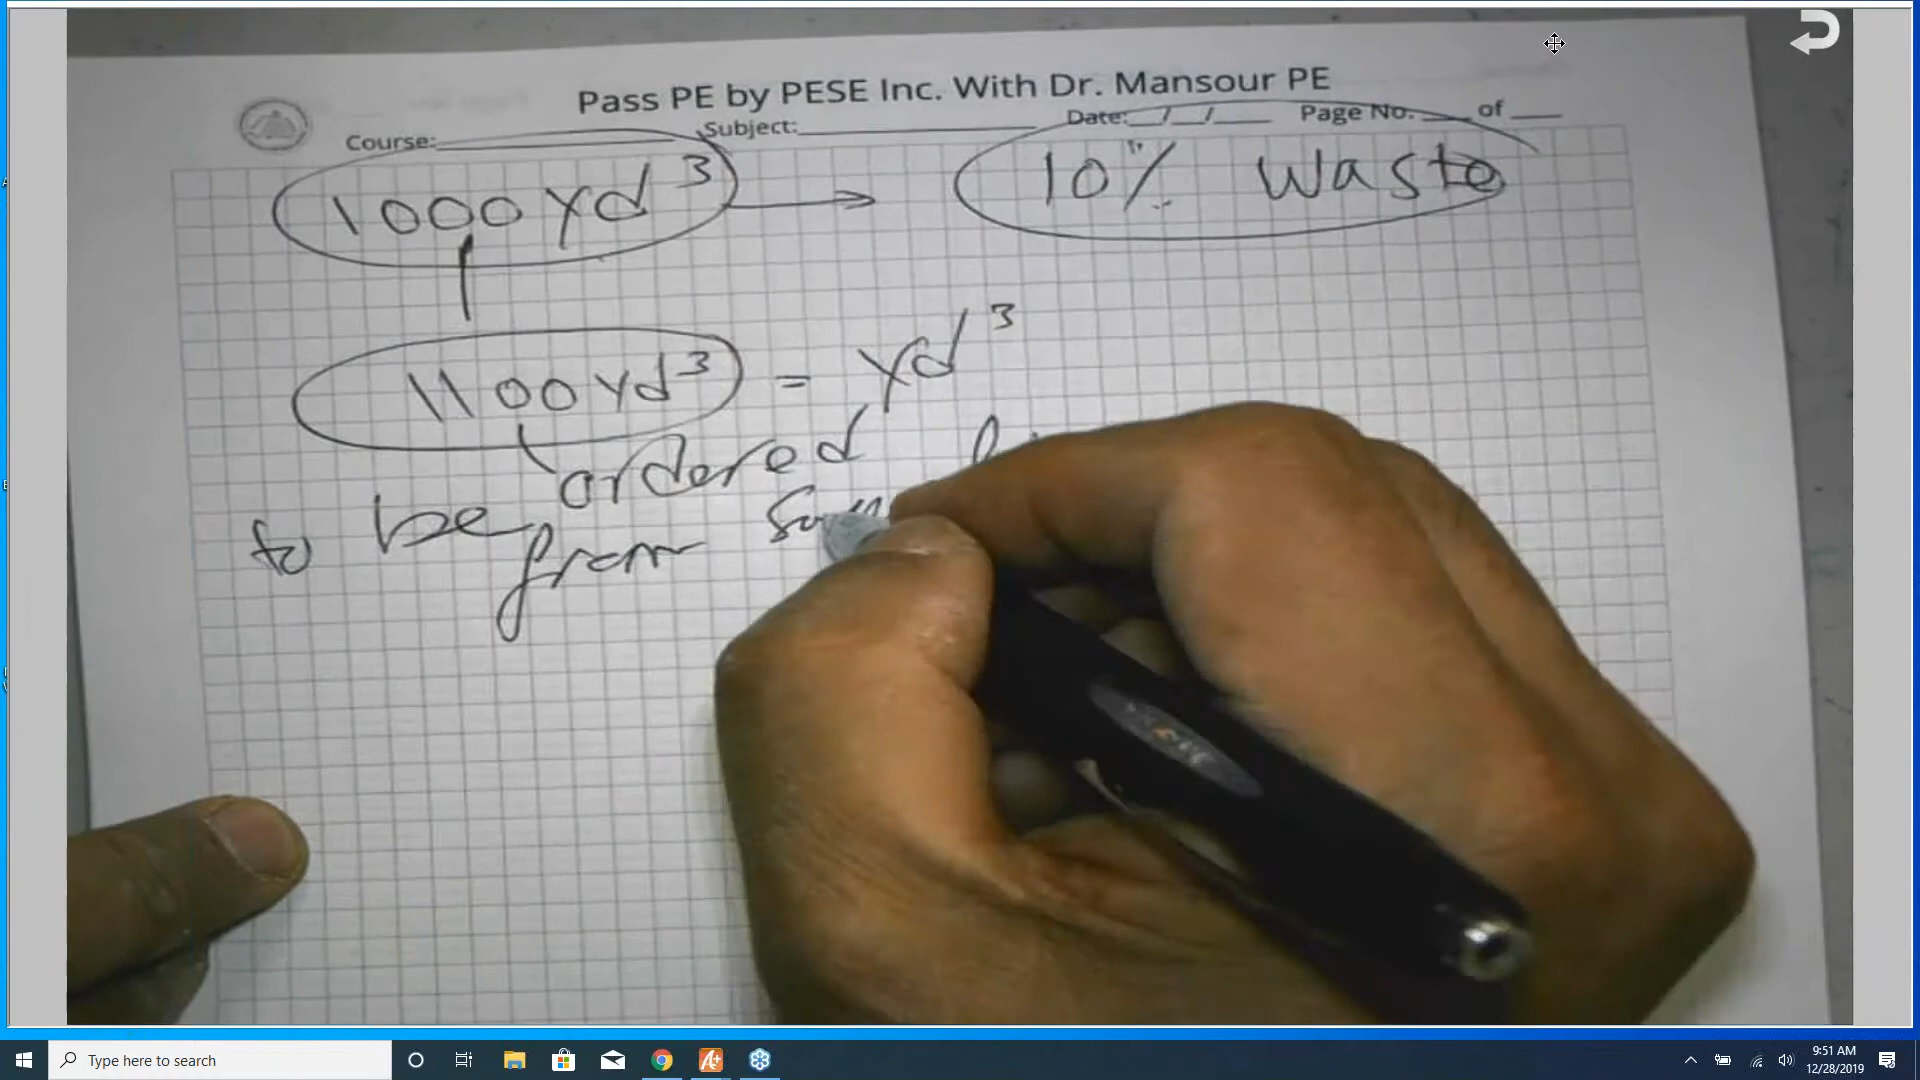 Pass PE by PESE Inc. With Dr. Mansour PE
Course: Subject: Date: / / Page No. of
1000 yd³ → 10% Waste
1100 yd³ = yd³
to be ordered
from
Type here to search
9:51 AM
12/28/2019